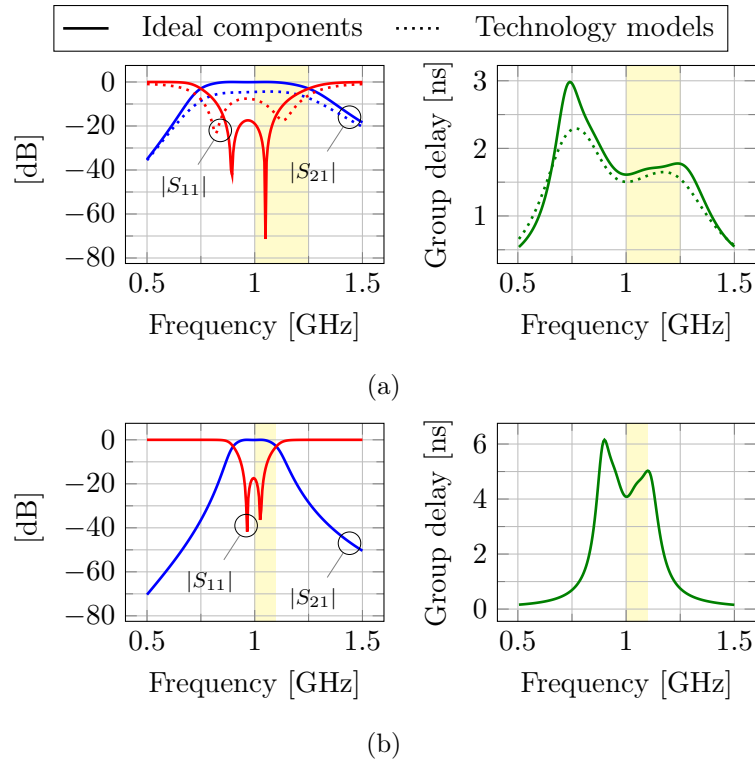 Ideal components Technology models
0
−20
−40
−60
−80
[dB]
|S11|
|S21|
0.5 1 1.5
Frequency [GHz]
3
2
1
Group delay [ns]
0.5 1 1.5
Frequency [GHz]
(a)
0
−20
−40
−60
−80
[dB]
|S11|
|S21|
0.5 1 1.5
Frequency [GHz]
6
4
2
0
Group delay [ns]
0.5 1 1.5
Frequency [GHz]
(b)